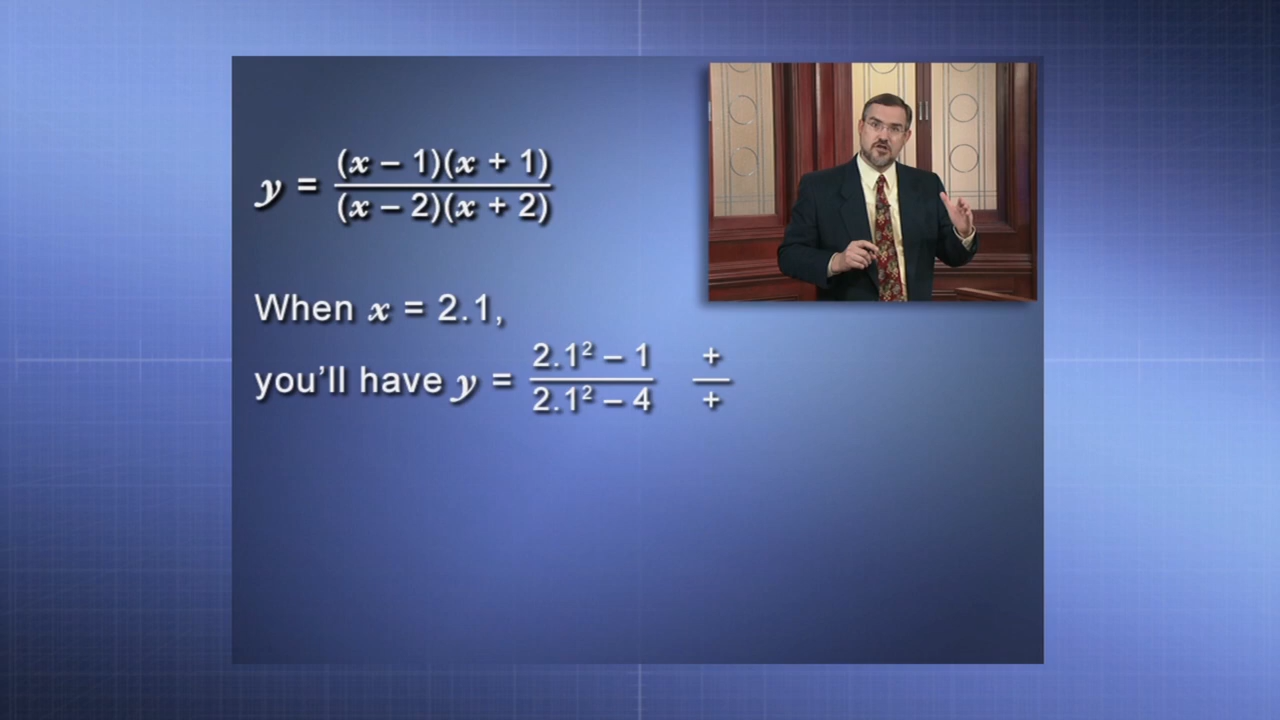 y = (x – 1)(x + 1) / (x – 2)(x + 2)
When x = 2.1,
you'll have y = 2.1² – 1 / 2.1² – 4   + / +